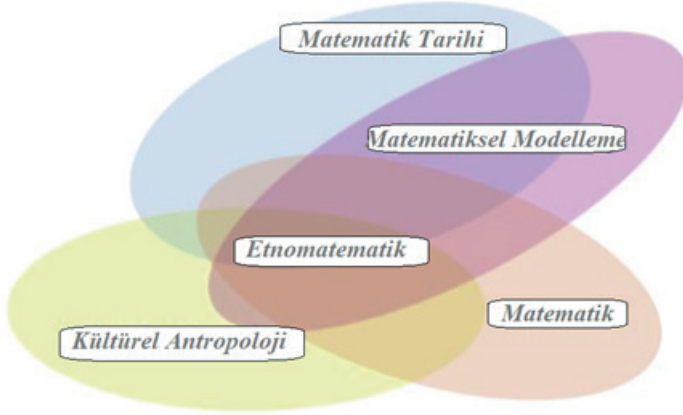 Matematik Tarihi
Matematiksel Modelleme
Etnomatematik
Matematik
Kültürel Antropoloji